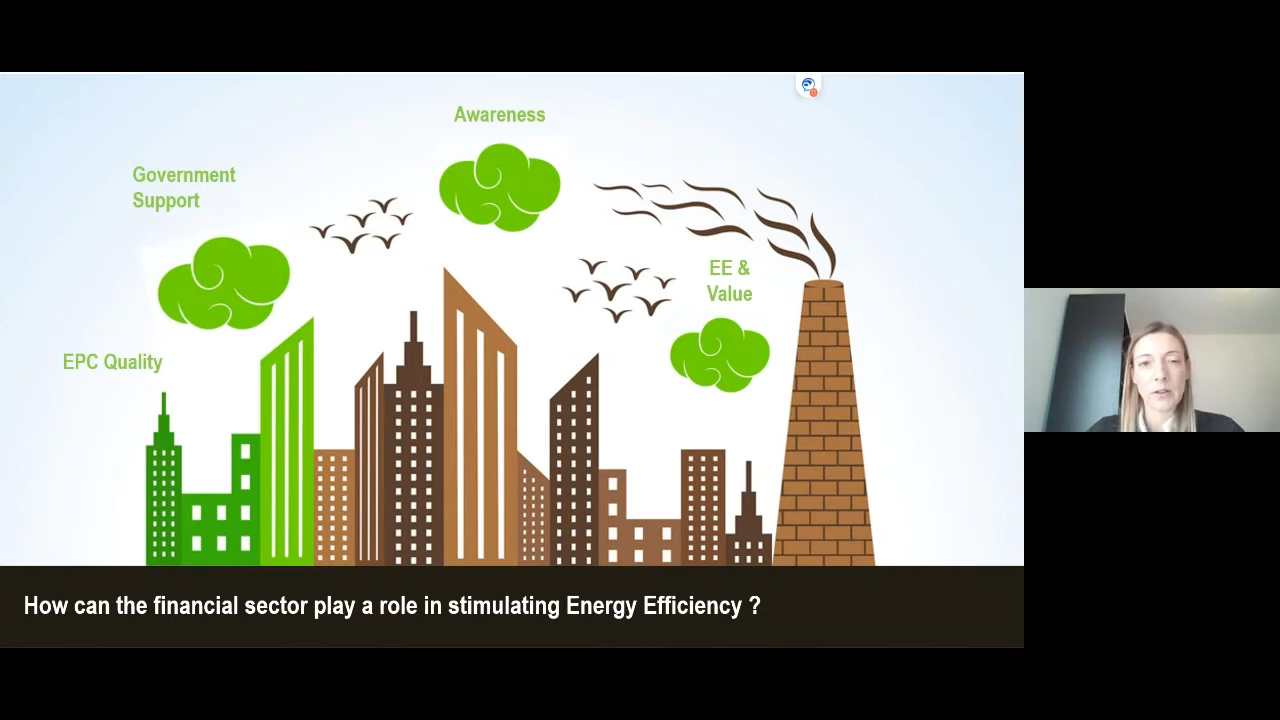 Awareness
Government
Support
EE &
Value
EPC Quality
How can the financial sector play a role in stimulating Energy Efficiency ?